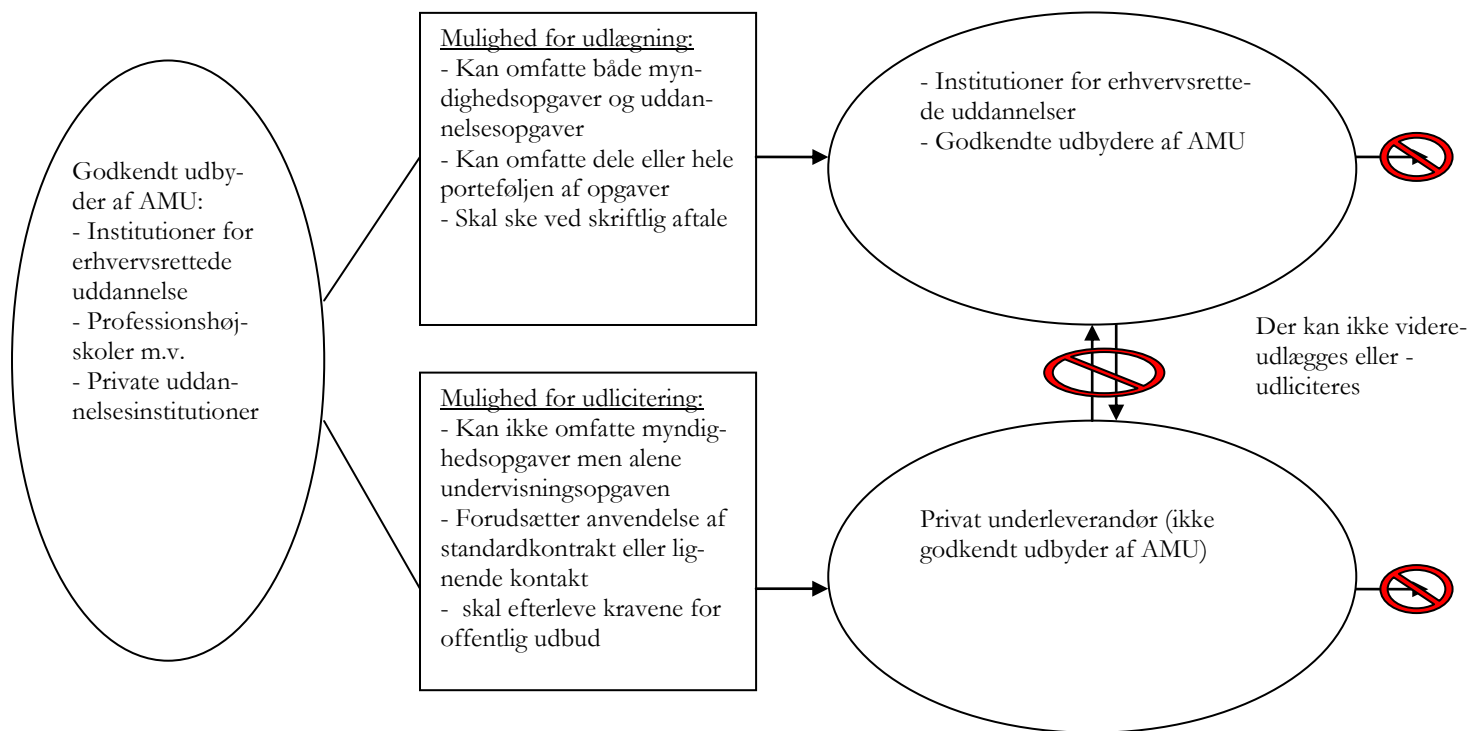 Godkendt udby-
der af AMU:
- Institutioner for
erhvervsrettede
uddannelse
- Professionshøj-
skoler m.v.
- Private uddan-
nelsesinstitutioner
Mulighed for udlægning:
- Kan omfatte både myn-
dighedsopgaver og uddan-
nelsesopgaver
- Kan omfatte dele eller hele
porteføljen af opgaver
- Skal ske ved skriftlig aftale
- Institutioner for erhvervsrette-
de uddannelser
- Godkendte udbydere af AMU
Mulighed for udlicitering:
- Kan ikke omfatte myndig-
hedsopgaver men alene
undervisningsopgaven
- Forudsætter anvendelse af
standardkontrakt eller lig-
nende kontakt
- skal efterleve kravene for
offentlig udbud
Privat underleverandør (ikke
godkendt udbyder af AMU)
Der kan ikke videre-
udlægges eller -
udliciteres